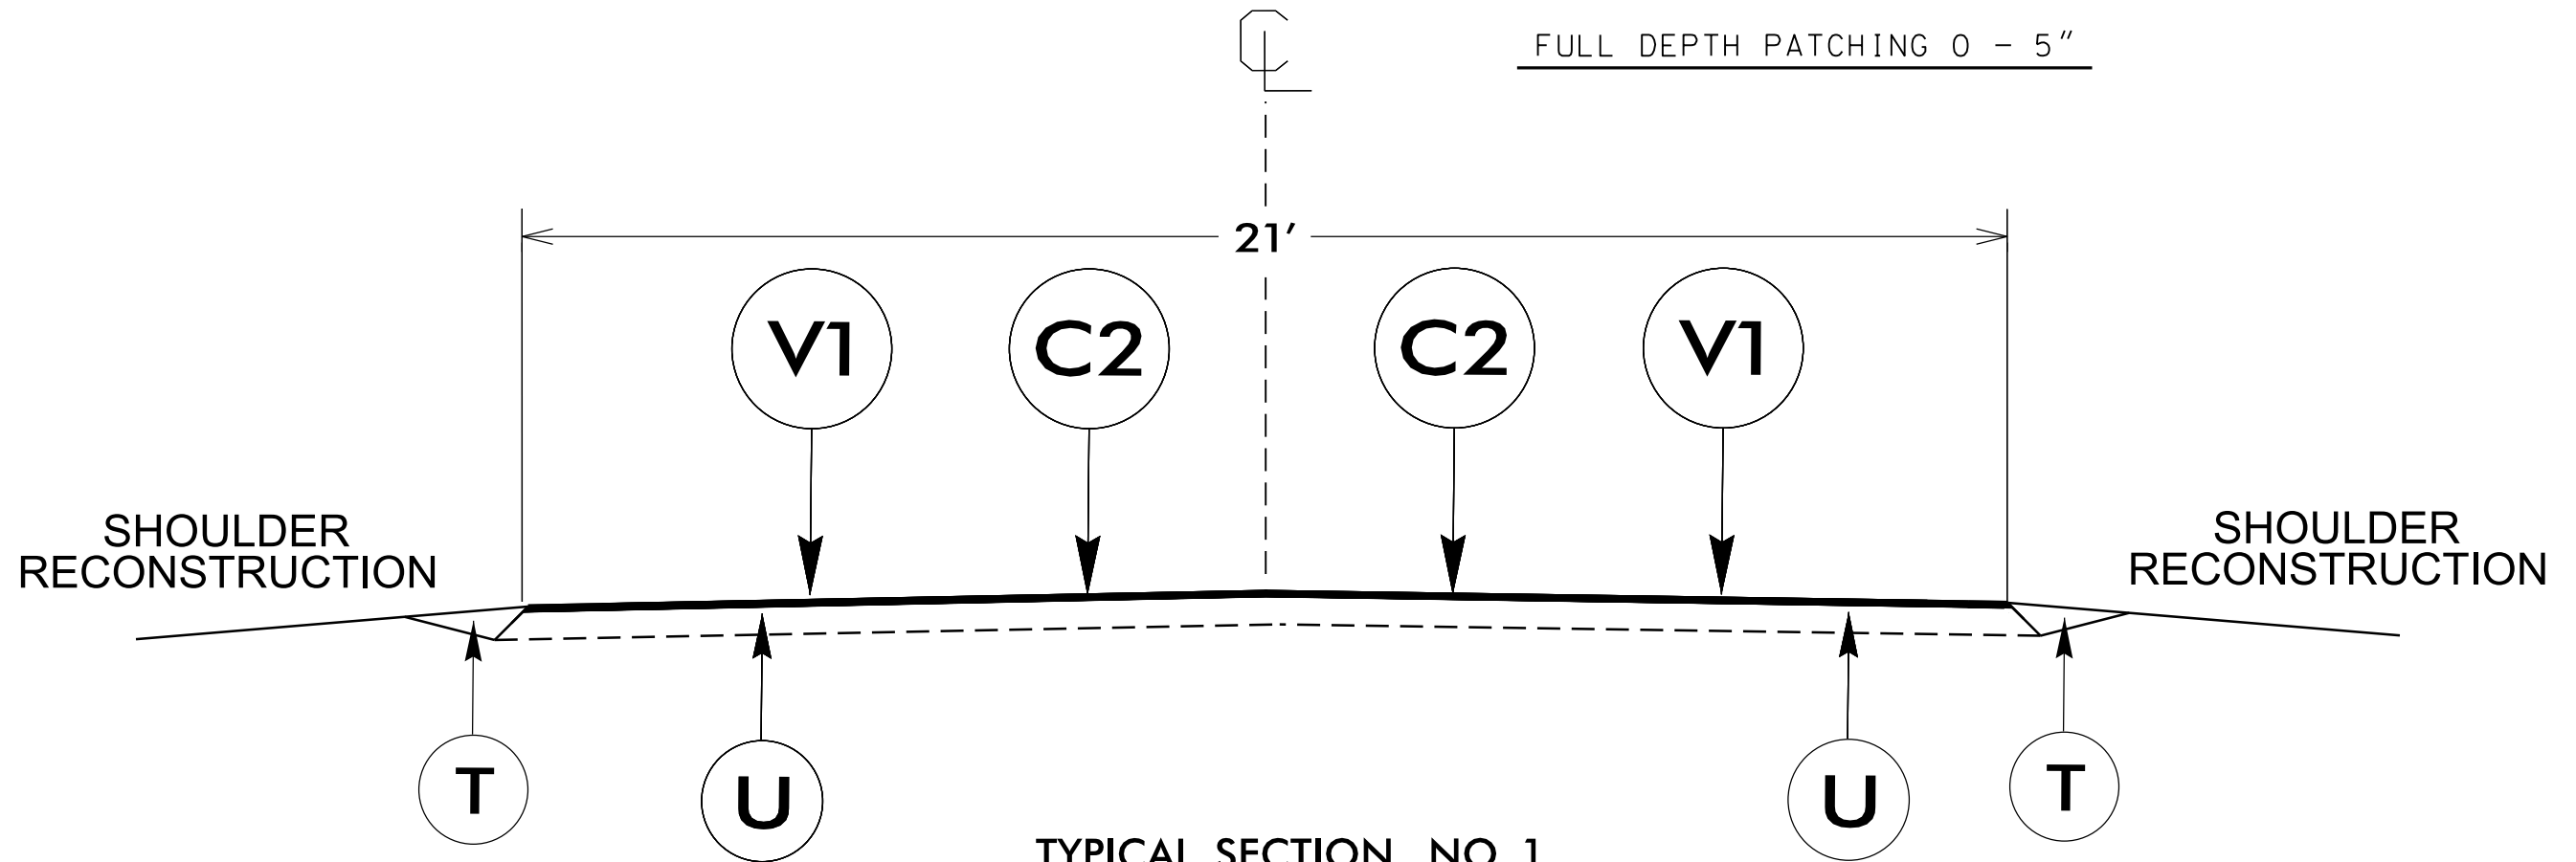 ℄
FULL DEPTH PATCHING 0 - 5"
21'
V1
C2
C2
V1
SHOULDER
RECONSTRUCTION
SHOULDER
RECONSTRUCTION
T
U
U
T
TYPICAL SECTION NO. 1